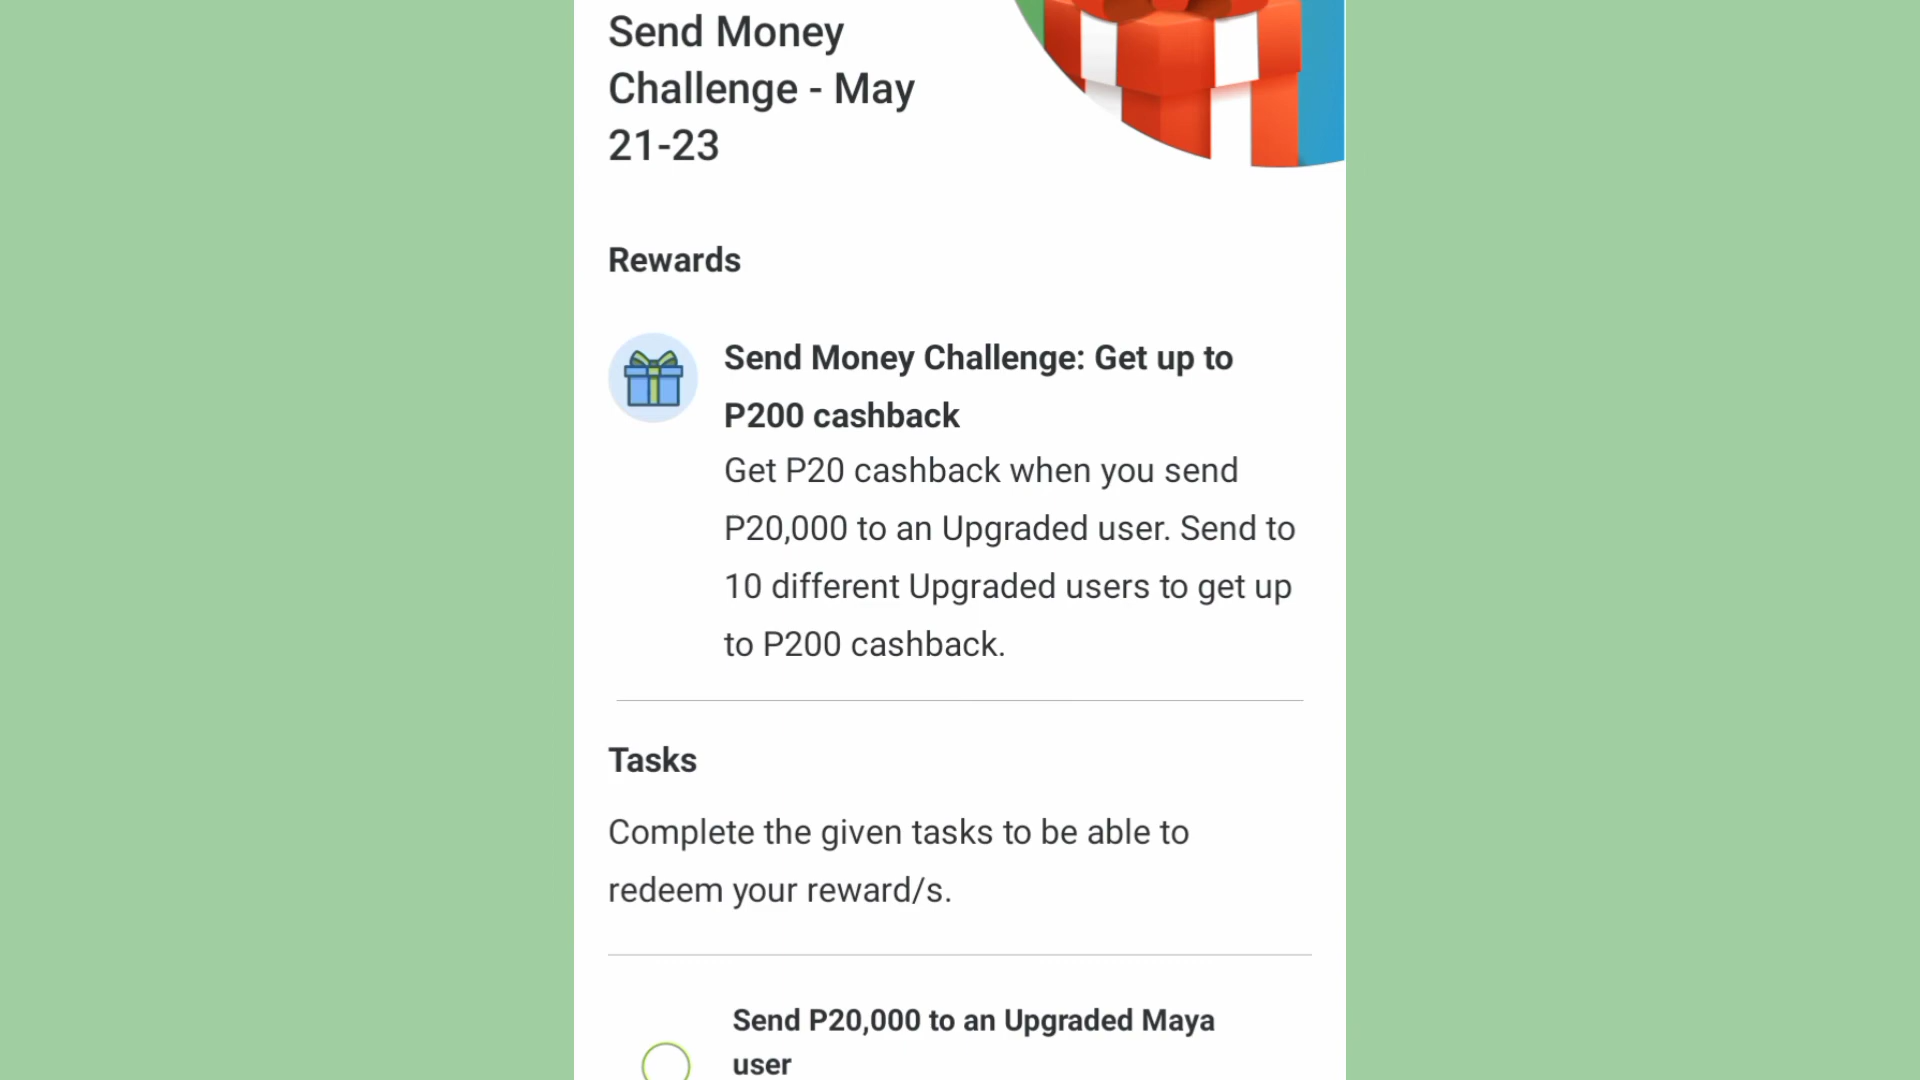 Send Money
Challenge - May
21-23
Rewards
Send Money Challenge: Get up to
P200 cashback
Get P20 cashback when you send
P20,000 to an Upgraded user. Send to
10 different Upgraded users to get up
to P200 cashback.
Tasks
Complete the given tasks to be able to
redeem your reward/s.
Send P20,000 to an Upgraded Maya
user